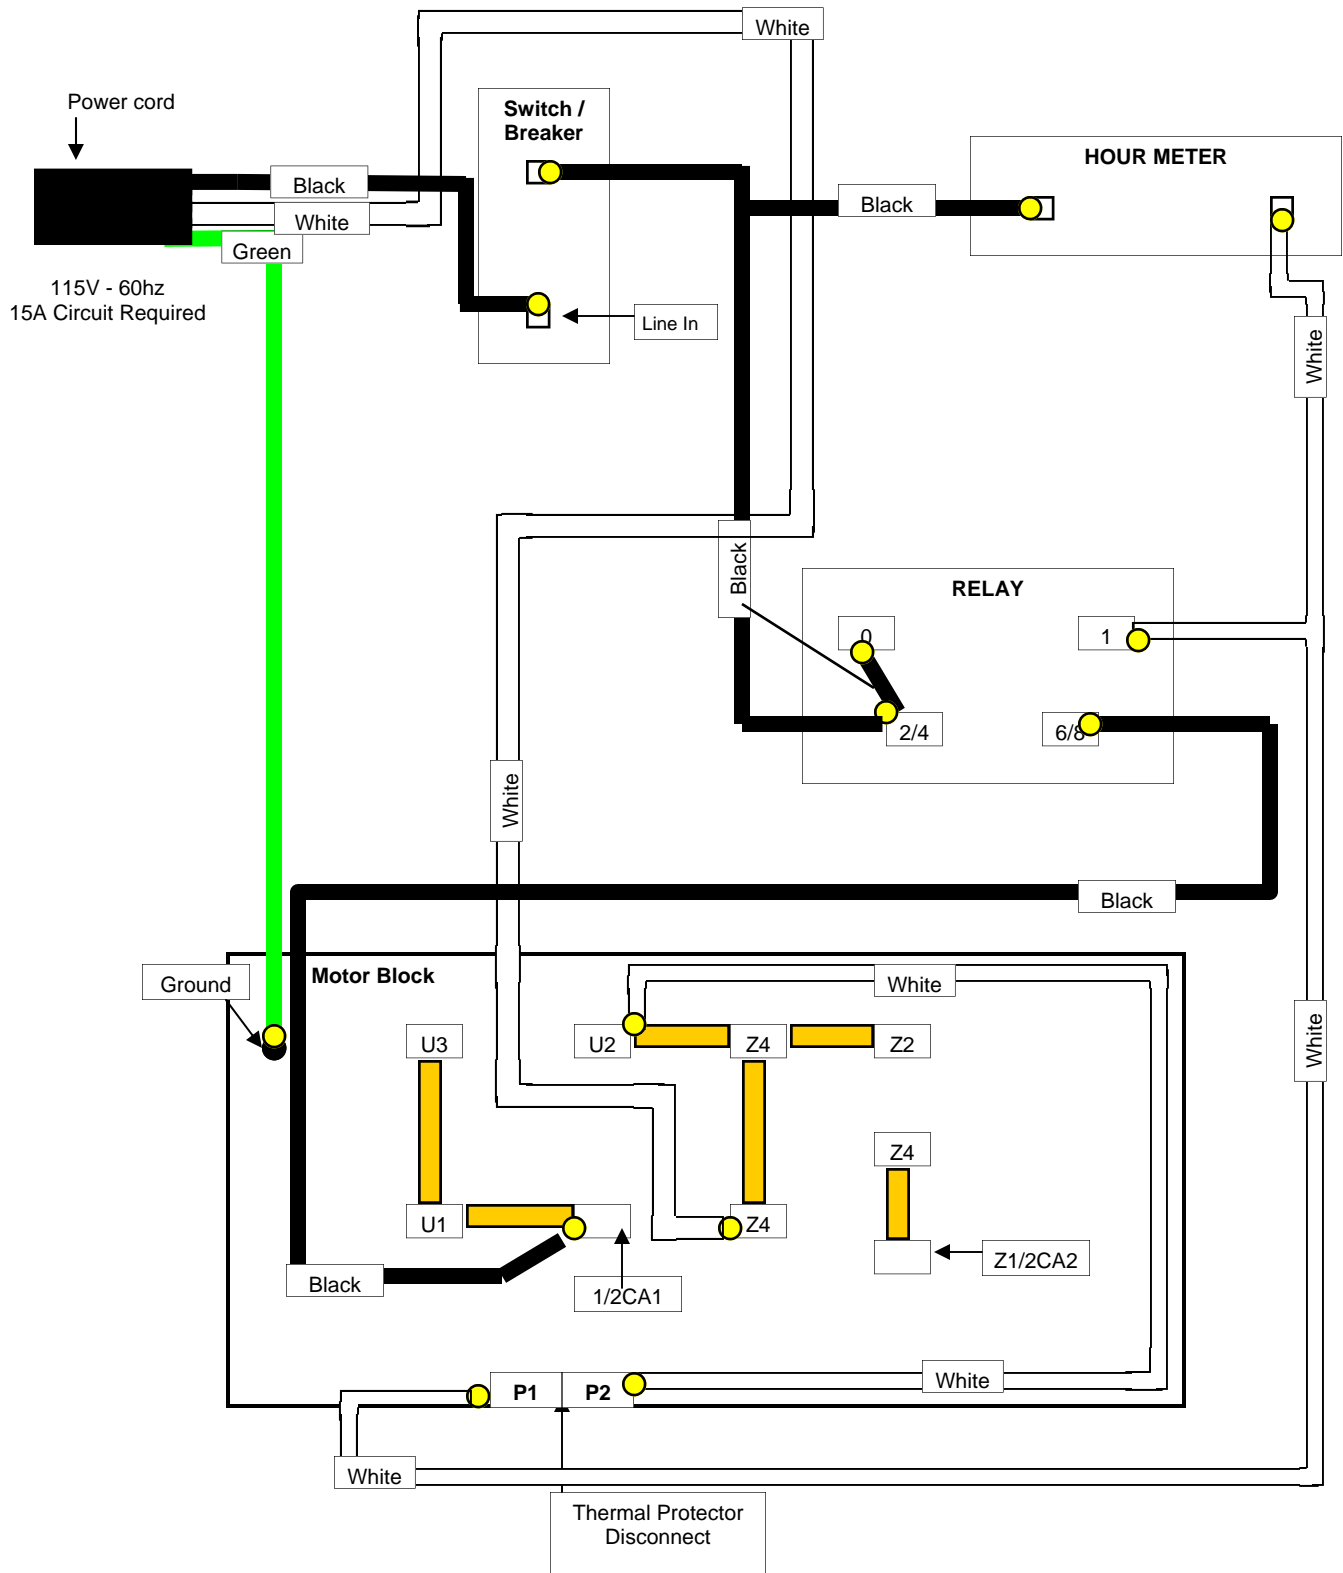 White
Power cord
Switch /
Breaker
HOUR METER
Black
White
Black
Green
115V - 60hz
15A Circuit Required
Line In
White
Black
RELAY
0
1
2/4
6/8
White
Black
Ground
Motor Block
White
U3
U2
Z4
Z2
White
Z4
U1
Z4
Z1/2CA2
Black
1/2CA1
P1
P2
White
White
Thermal Protector
Disconnect